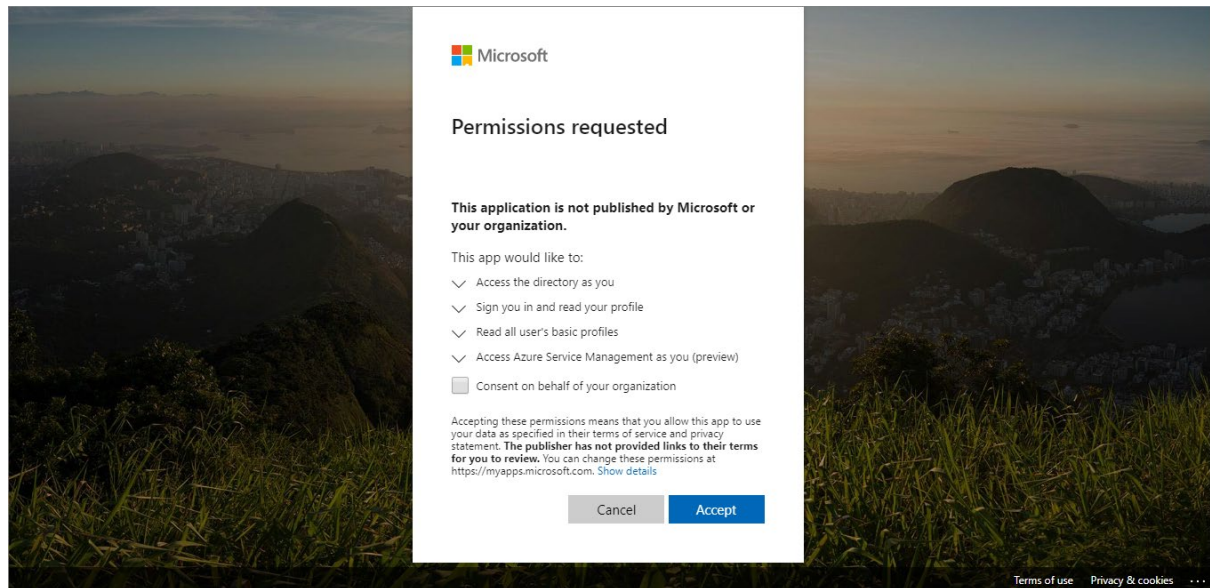 Microsoft
Permissions requested
This application is not published by Microsoft or
your organization.
This app would like to:
Access the directory as you
Sign you in and read your profile
Read all user's basic profiles
Access Azure Service Management as you (preview)
Consent on behalf of your organization
Accepting these permissions means that you allow this app to use
your data as specified in their terms of service and privacy
statement. The publisher has not provided links to their terms
for you to review. You can change these permissions at
https://myapps.microsoft.com. Show details
Cancel Accept
Terms of use Privacy & cookies ...